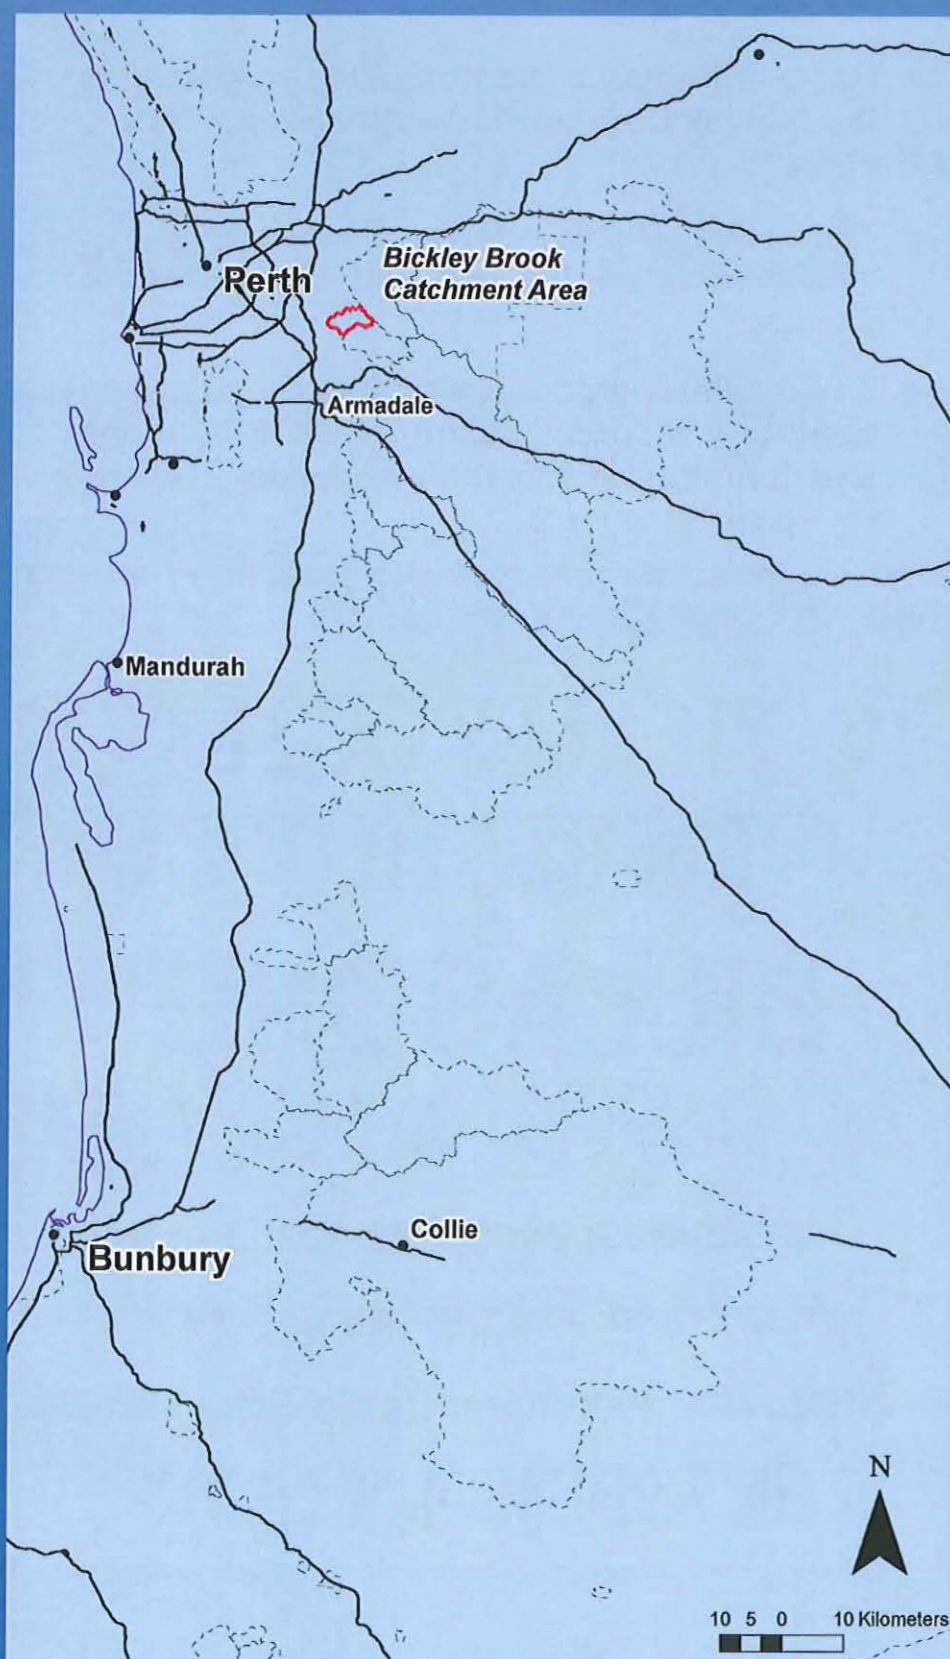 Bickley Brook
Catchment Area
Perth
Armadale
Mandurah
Collie
Bunbury
N
10 5 0 10 Kilometers